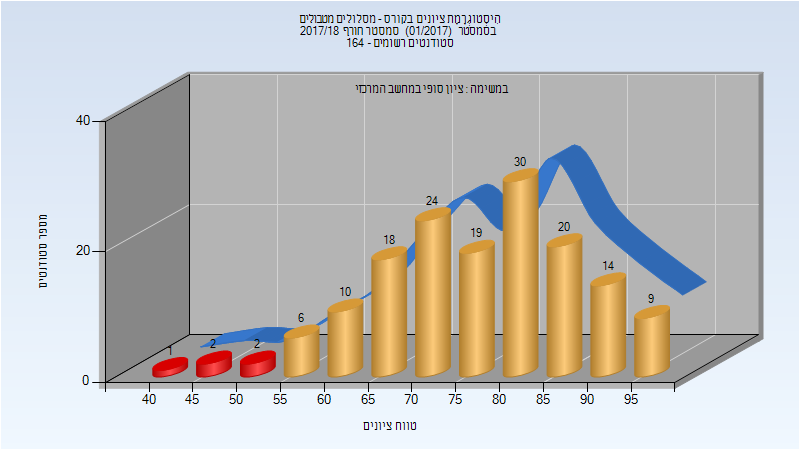 היסטוגרמת ציונים בקורס - מסלולים מטבולים
בסמסטר (01/2017) סמסטר חורף 2017/18
סטודנטים רשומים - 164
במשימה : ציון סופי במחשב המרכזי
מספר סטודנטים
40
20
0
1
2
2
6
10
18
24
19
30
20
14
9
40 45 50 55 60 65 70 75 80 85 90 95
טווח ציונים